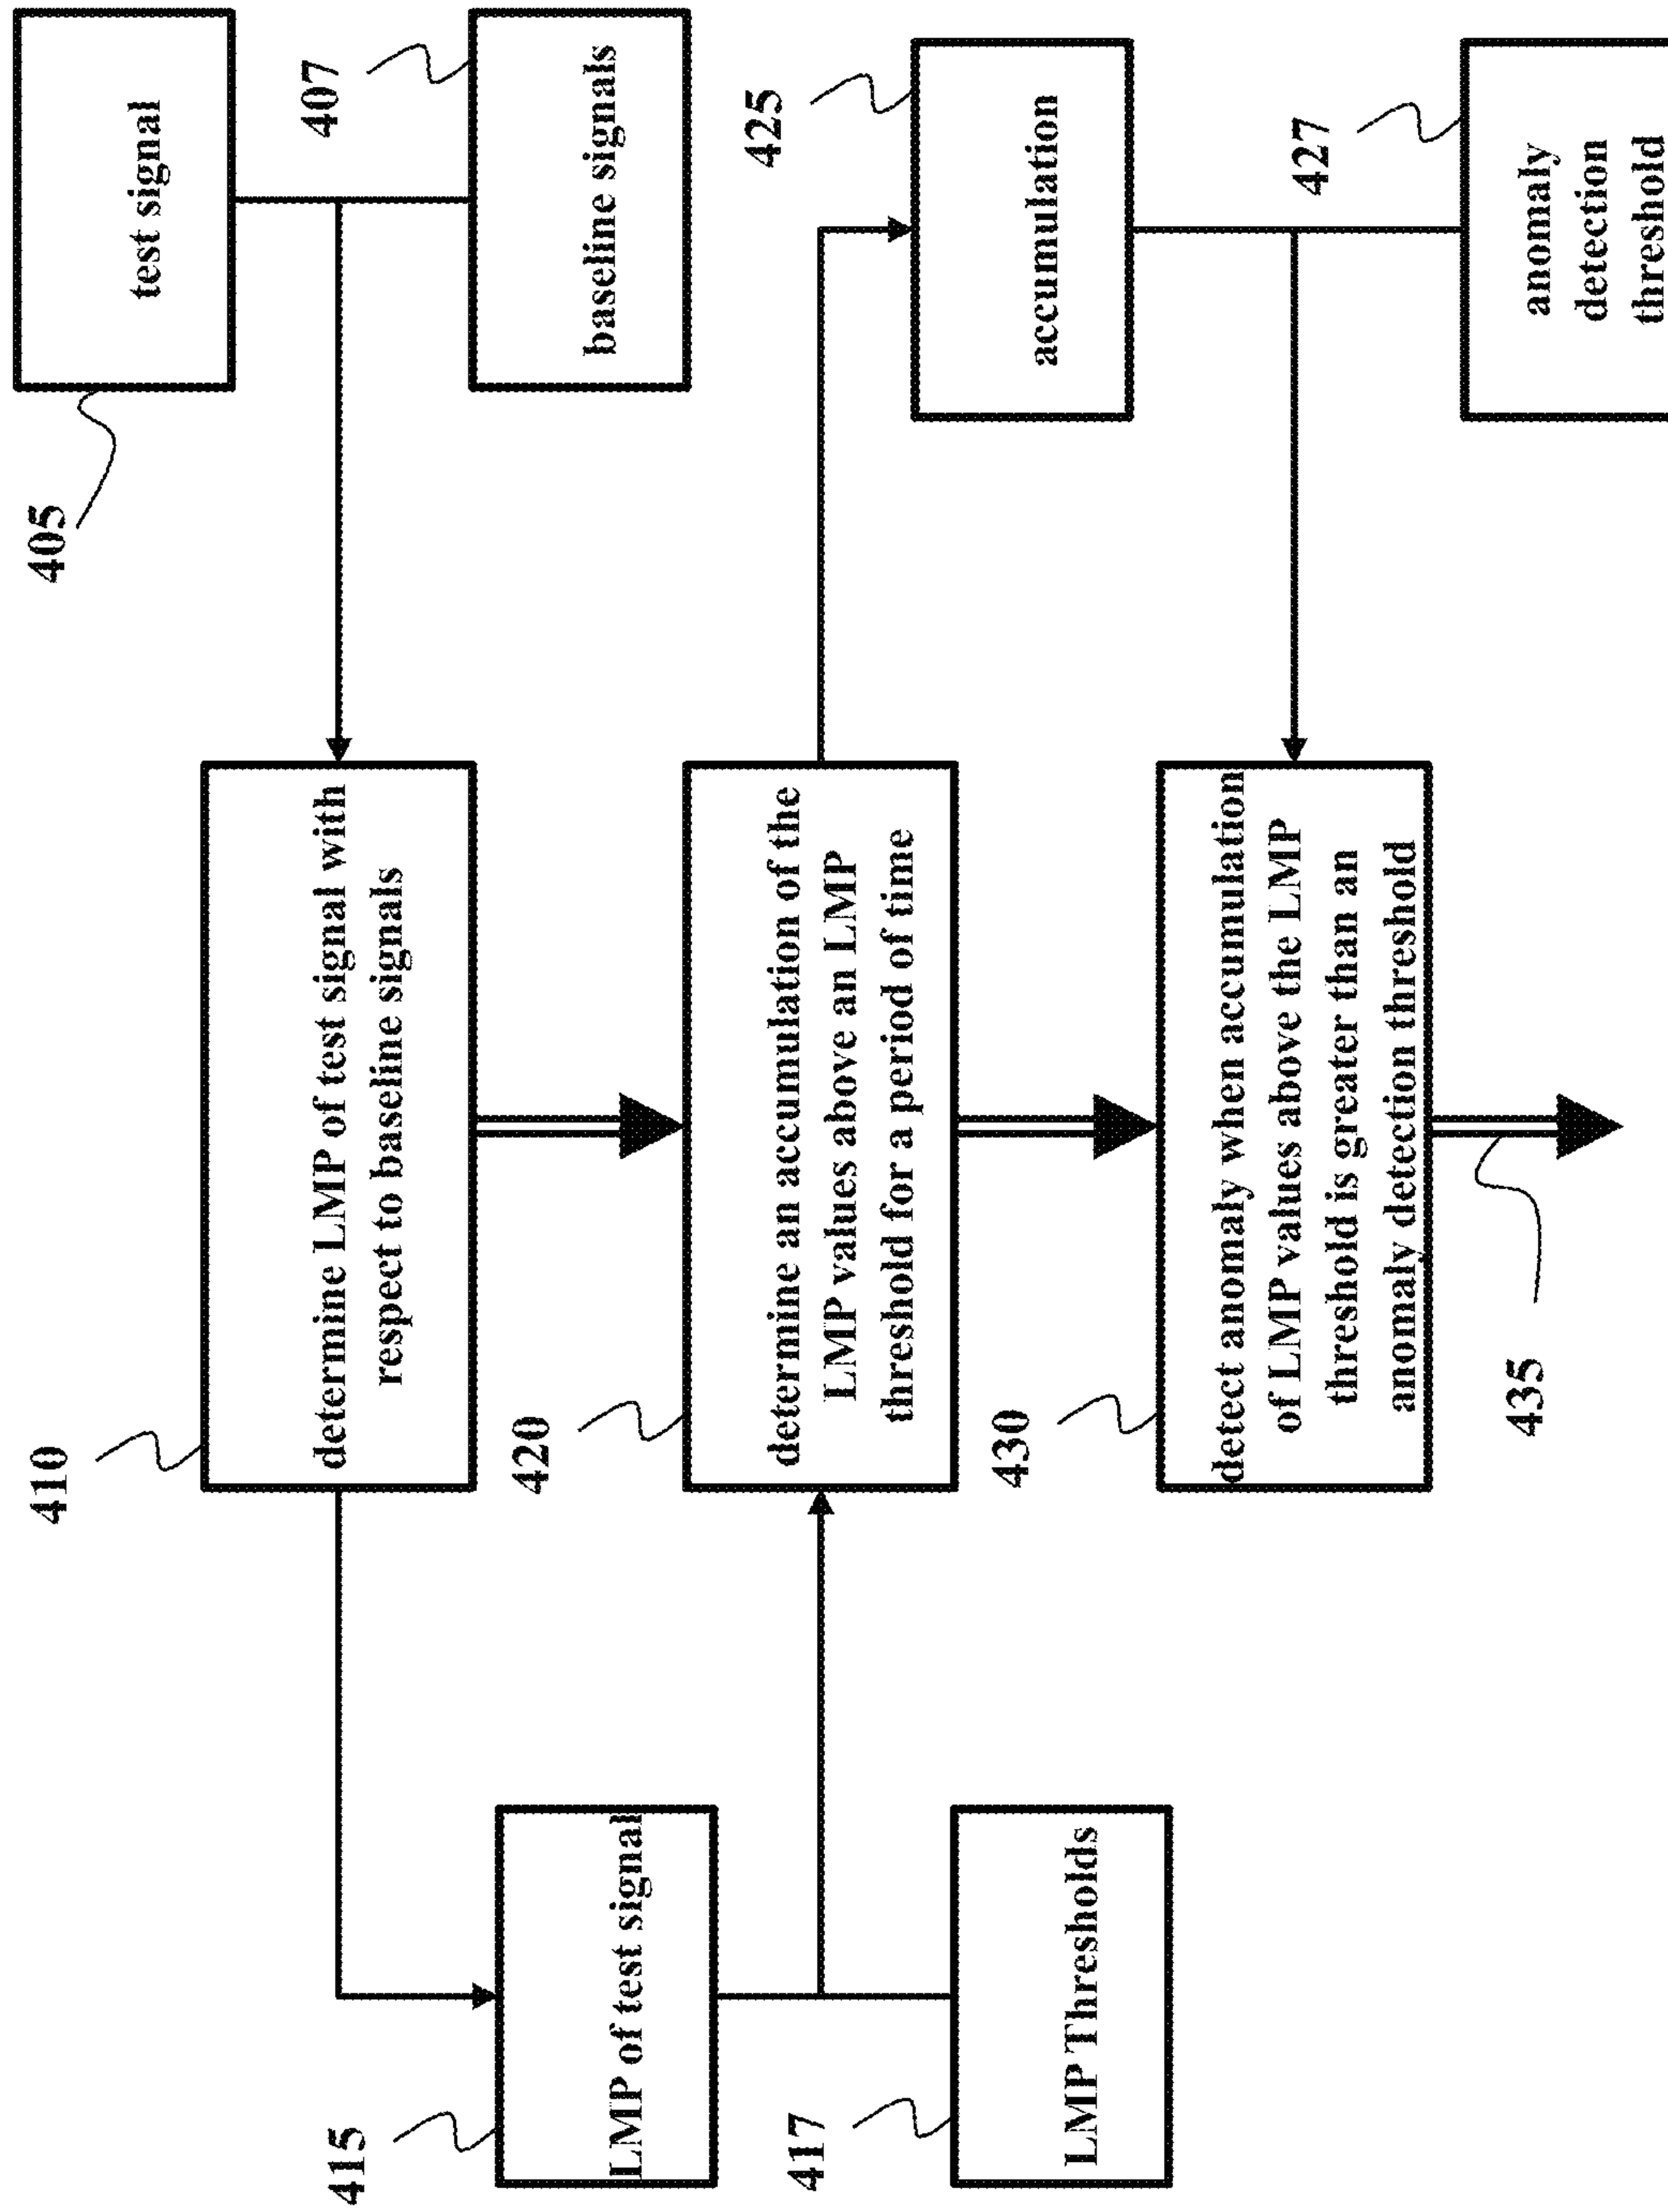 405
test signal
407
baseline signals
410
determine LMP of test signal with
respect to baseline signals
415
LMP of test signal
417
LMP Thresholds
420
determine an accumulation of the
LMP values above an LMP
threshold for a period of time
425
accumulation
427
anomaly
detection
threshold
430
detect anomaly when accumulation
of LMP values above the LMP
threshold is greater than an
anomaly detection threshold
435